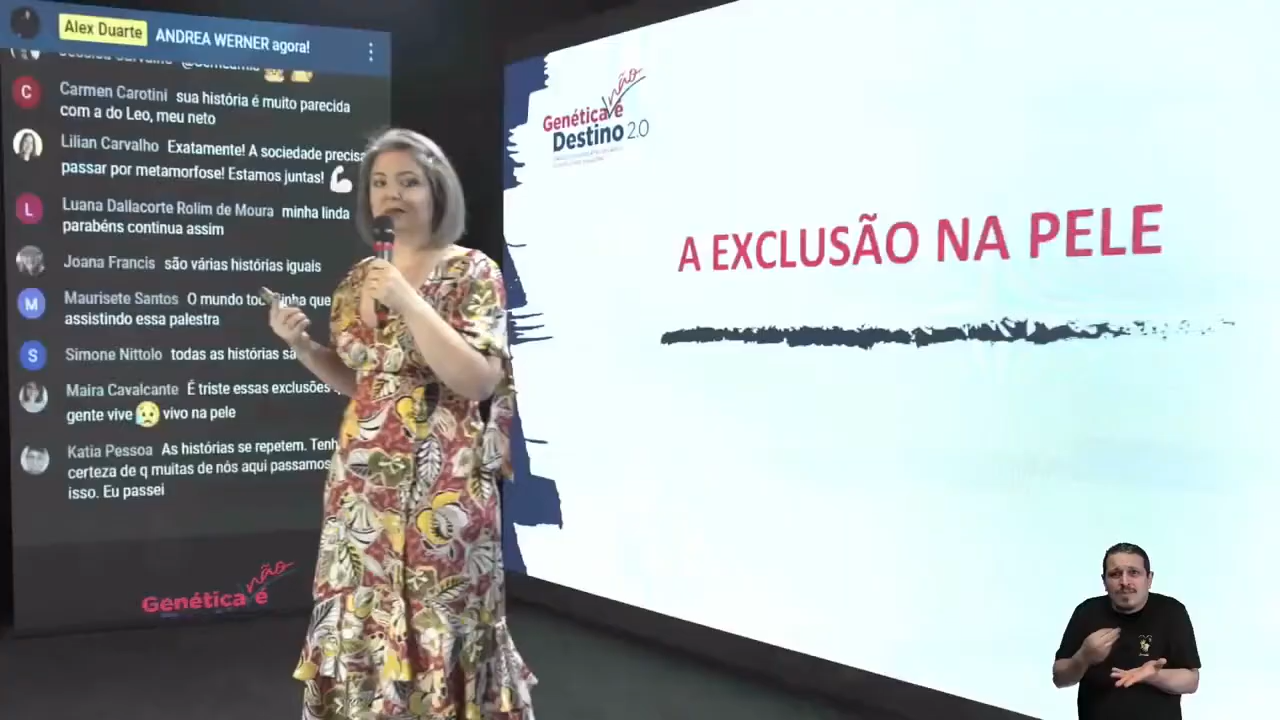 Alex Duarte ANDREA WERNER agora!
Carmen Carotini sua história é muito parecida
com a do Leo, meu neto
Lilian Carvalho Exatamente! A sociedade precisa
passar por metamorfose! Estamos juntas! 💪
Luana Dallacorte Rolim de Moura minha linda
parabéns continua assim
Joana Francis são várias histórias iguais
Maurisete Santos O mundo que
assistindo essa palestra
Simone Nittolo todas as histórias
Maira Cavalcante É triste essas exclusões
gente vive 😥 vivo na pele
Katia Pessoa As histórias se repetem.
certeza de q muitas de nós aqui passamos
isso. Eu passei
Genética não é
não
Genética é
Destino 2.0
A EXCLUSÃO NA PELE